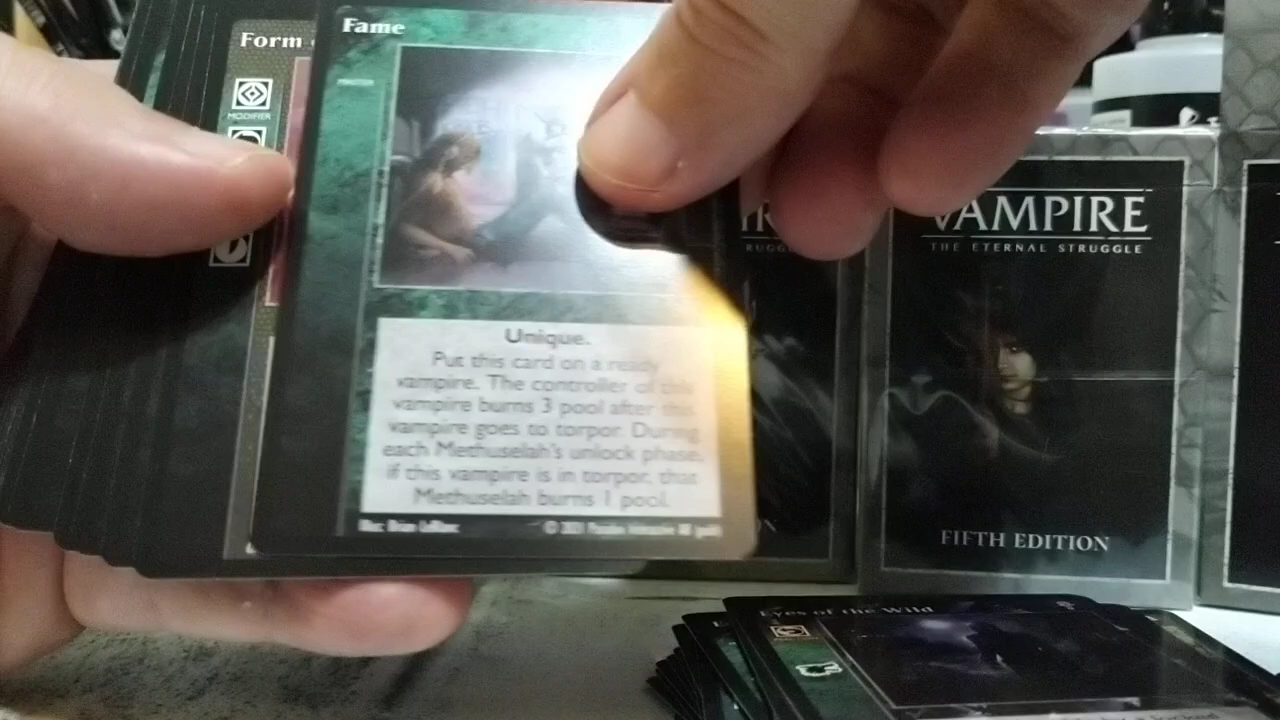 Fame
Form
MODIFIER
MASTER
Unique.
Put this card on a ready
vampire. The controller of this
vampire burns 3 pool after this
vampire goes to torpor. During
each Methuselah's unlock phase,
if this vampire is in torpor, that
Methuselah burns 1 pool.
VAMPIRE
THE ETERNAL STRUGGLE
FIFTH EDITION
Eyes of the Wild